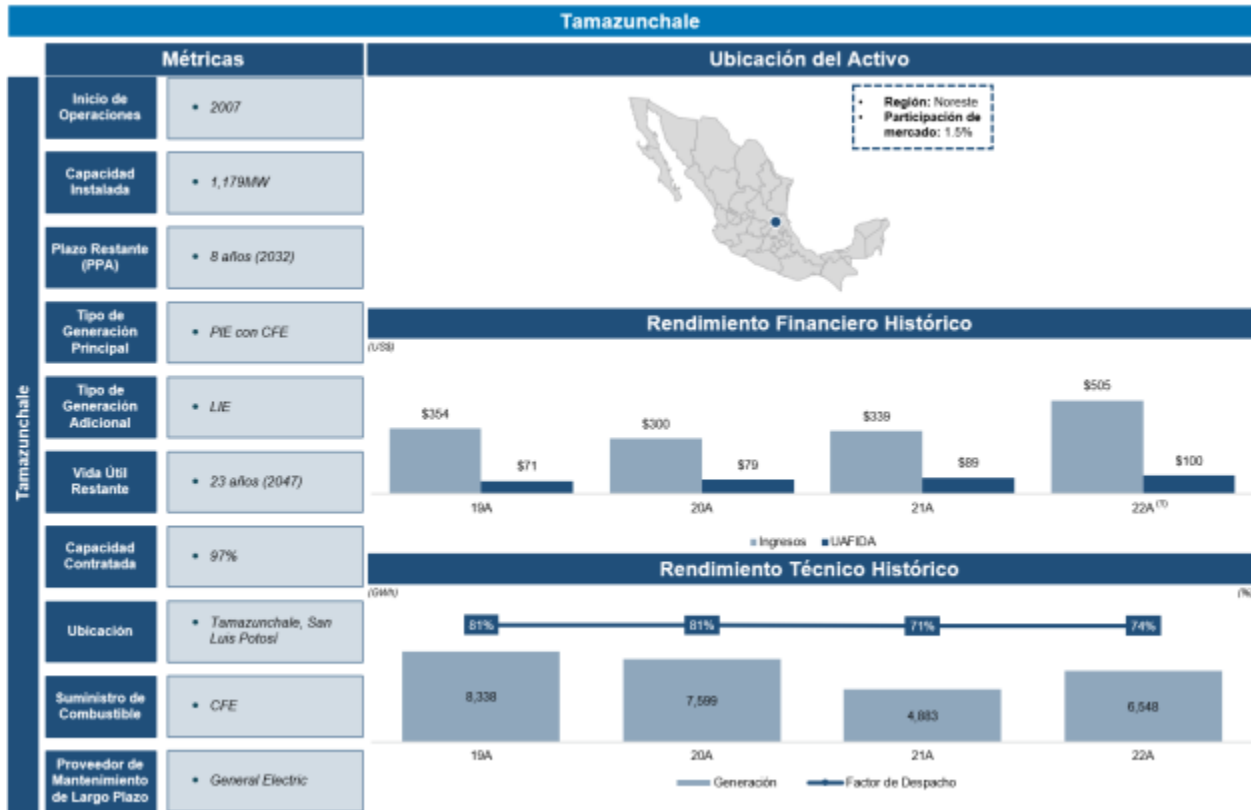 Tamazunchale
Métricas
Tamazunchale
Inicio de
Operaciones
• 2007
Capacidad
Instalada
• 1,179MW
Plazo Restante
(PPA)
• 8 años (2032)
Tipo de
Generación
Principal
• PIE con CFE
Tipo de
Generación
Adicional
• LIE
Vida Útil
Restante
• 23 años (2047)
Capacidad
Contratada
• 97%
Ubicación
• Tamazunchale, San
Luis Potosí
Suministro de
Combustible
• CFE
Proveedor de
Mantenimiento
de Largo Plazo
• General Electric
Ubicación del Activo
• Región: Noreste
• Participación de
mercado: 1.5%
Rendimiento Financiero Histórico
(US$)
$354 $71 $300 $79 $339 $89 $505 $100
19A 20A 21A 22A (1)
Ingresos UAFIDA
Rendimiento Técnico Histórico
(GWh) (%)
81% 81% 71% 74%
8,338 7,599 4,883 6,548
19A 20A 21A 22A
Generación Factor de Despacho